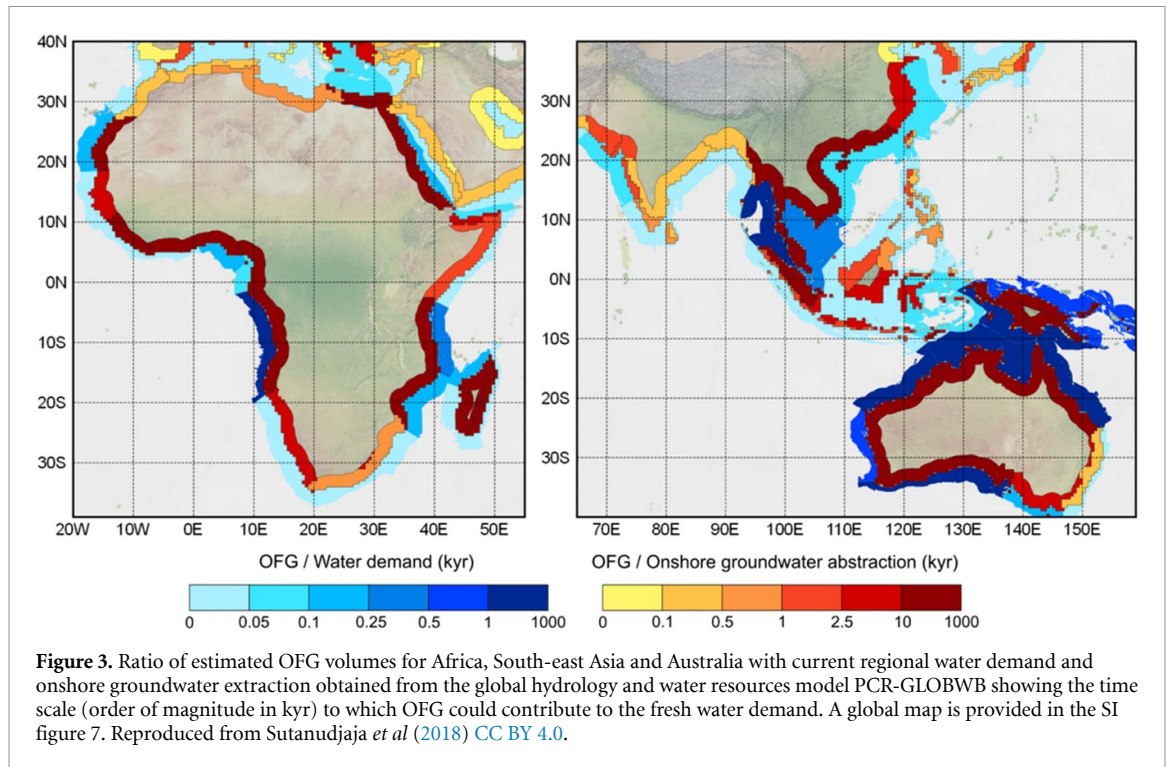 40N
30N
20N
10N
0N
10S
20S
30S
20W 10W 0E 10E 20E 30E 40E 50E
30N
20N
10N
0N
10S
20S
30S
70E 80E 90E 100E 110E 120E 130E 140E 150E
OFG / Water demand (kyr)
0 0.05 0.1 0.25 0.5 1 1000
OFG / Onshore groundwater abstraction (kyr)
0 0.1 0.5 1 2.5 10 1000
Figure 3. Ratio of estimated OFG volumes for Africa, South-east Asia and Australia with current regional water demand and
onshore groundwater extraction obtained from the global hydrology and water resources model PCR-GLOBWB showing the time
scale (order of magnitude in kyr) to which OFG could contribute to the fresh water demand. A global map is provided in the SI
figure 7. Reproduced from Sutanudjaja et al (2018) CC BY 4.0.